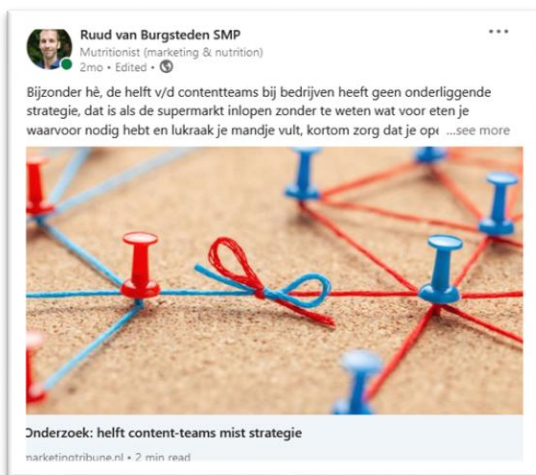 Ruud van Burgsteden SMP
Mutritionist (marketing & nutrition)
2mo • Edited •
Bijzonder hè, de helft v/d contentteams bij bedrijven heeft geen onderliggende
strategie, dat is als de supermarkt inlopen zonder te weten wat voor eten je
waarvoor nodig hebt en lukraak je mandje vult, kortom zorg dat je ...see more
Onderzoek: helft content-teams mist strategie
marketingtribune.nl • 2 min read